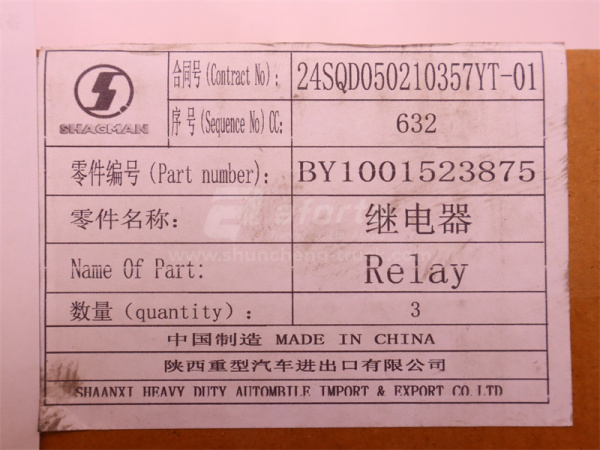 SHACMAN
合同号(Contract No): 24SQD050210357YT-01
序号(Sequence No) CC: 632
零件编号(Part number): BY1001523875
零件名称: 继电器
Name Of Part: Relay
数量(quantity): 3
中国制造 MADE IN CHINA
陕西重型汽车进出口有限公司
SHAANXI HEAVY DUTY AUTOMBILE IMPORT & EXPORT CO. LTD
efort